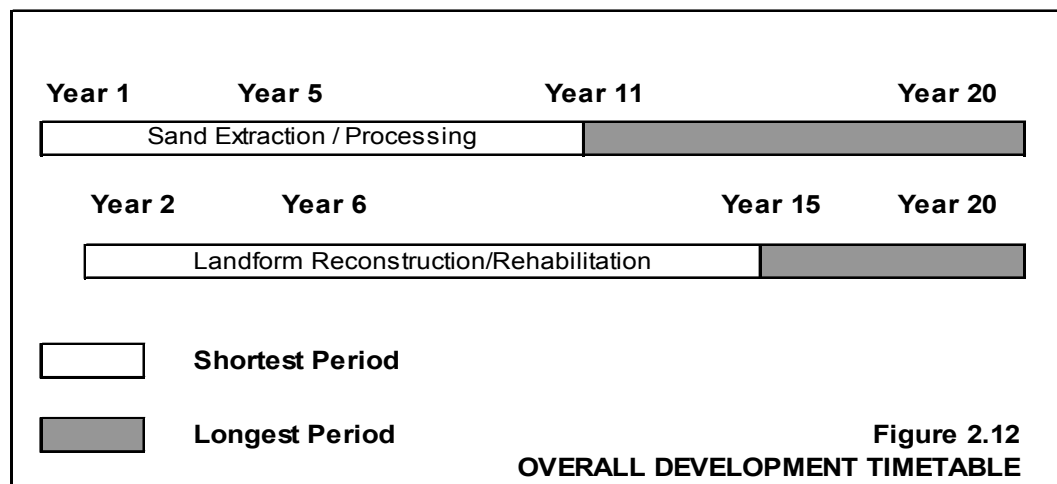 Year 1 Year 5 Year 11 Year 20
Sand Extraction / Processing
Year 2 Year 6 Year 15 Year 20
Landform Reconstruction/Rehabilitation
Shortest Period
Longest Period
Figure 2.12
OVERALL DEVELOPMENT TIMETABLE